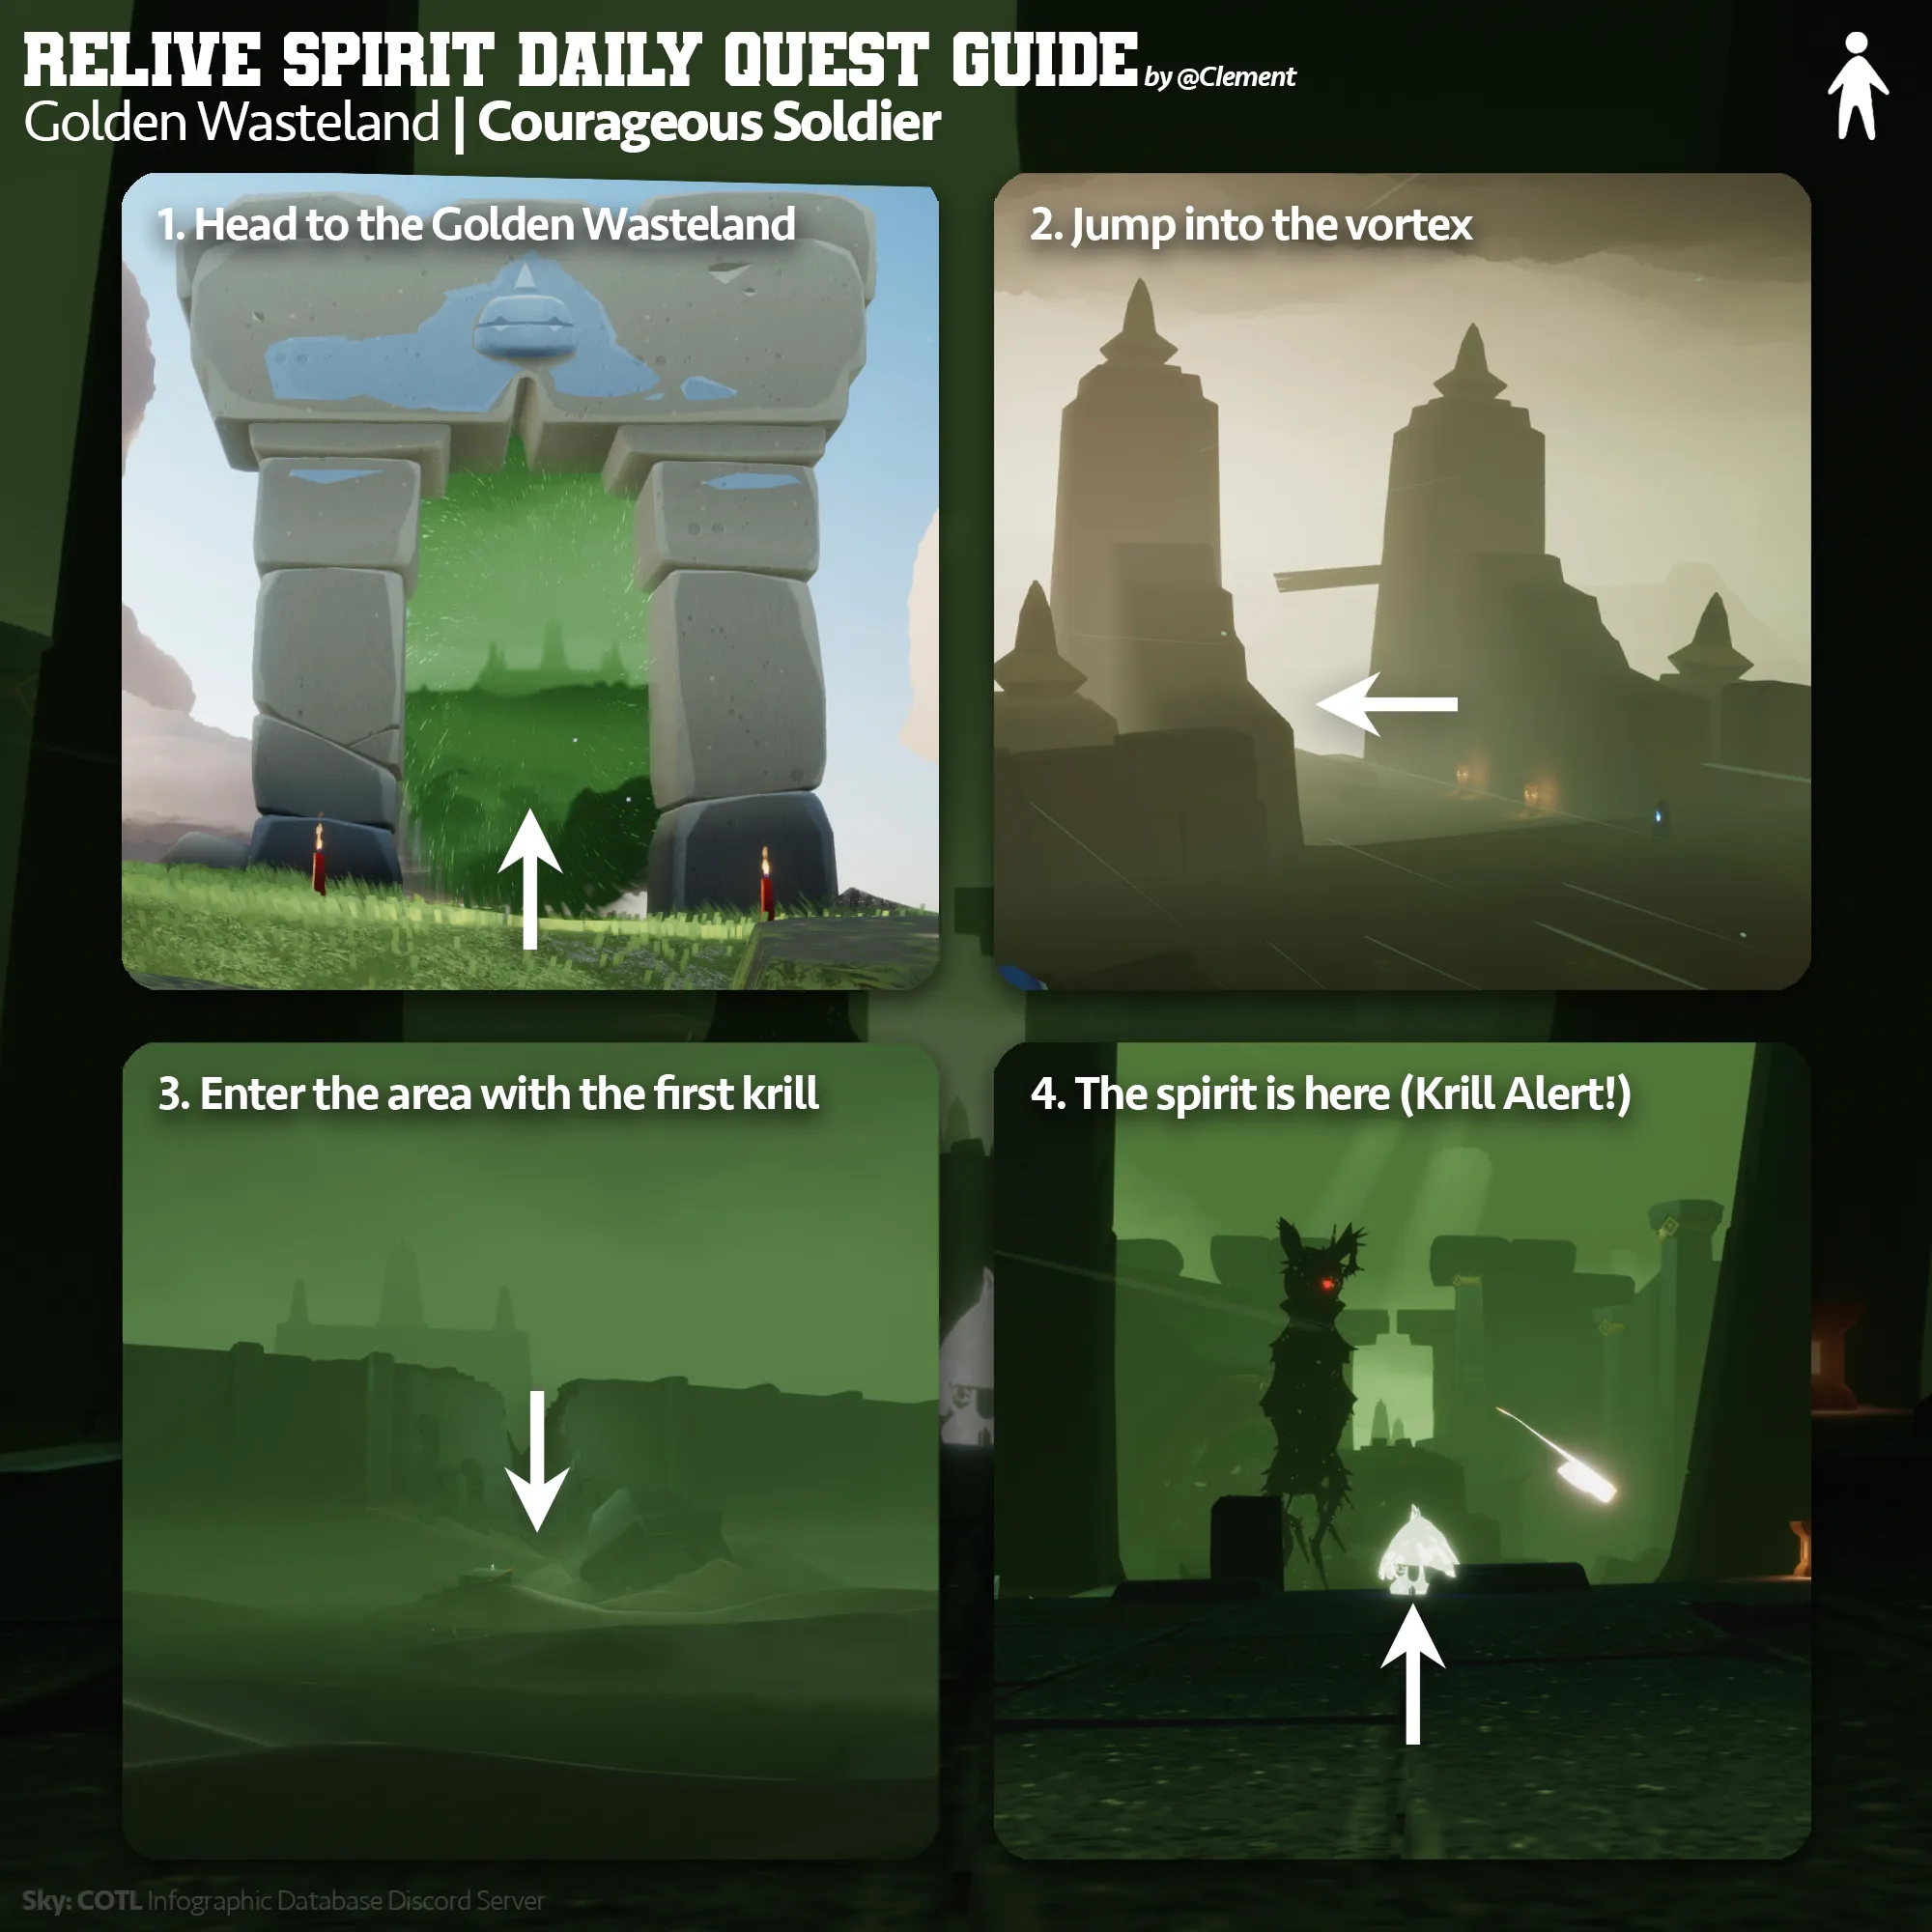 RELIVE SPIRIT DAILY QUEST GUIDE by @Clement
Golden Wasteland | Courageous Soldier
1. Head to the Golden Wasteland
2. Jump into the vortex
3. Enter the area with the first krill
4. The spirit is here (Krill Alert!)
Sky: COTL Infographic Database Discord Server